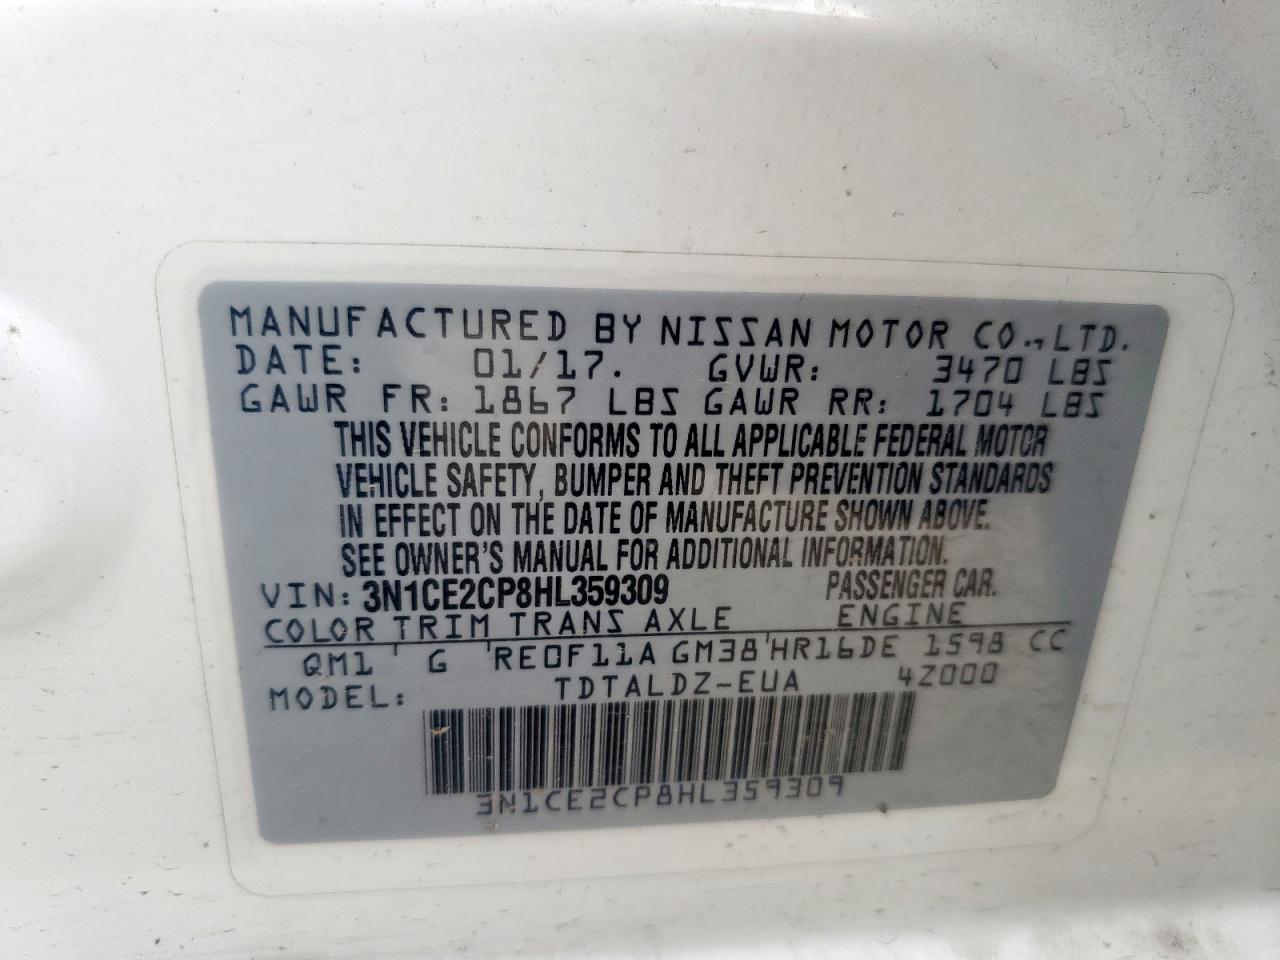 MANUFACTURED BY NISSAN MOTOR CO., LTD.
DATE: 01/17. GVWR: 3470 LBS
GAWR FR: 1867 LBS GAWR RR: 1704 LBS
THIS VEHICLE CONFORMS TO ALL APPLICABLE FEDERAL MOTOR
VEHICLE SAFETY, BUMPER AND THEFT PREVENTION STANDARDS
IN EFFECT ON THE DATE OF MANUFACTURE SHOWN ABOVE.
SEE OWNER'S MANUAL FOR ADDITIONAL INFORMATION.
VIN: 3N1CE2CP8HL359309 PASSENGER CAR.
COLOR TRIM TRANS AXLE ENGINE
QM1 ' G 'RE0F11A GM38'HR16DE 1598 CC
MODEL: TDTALDZ-EUA 4Z000
3N1CE2CP8HL359309